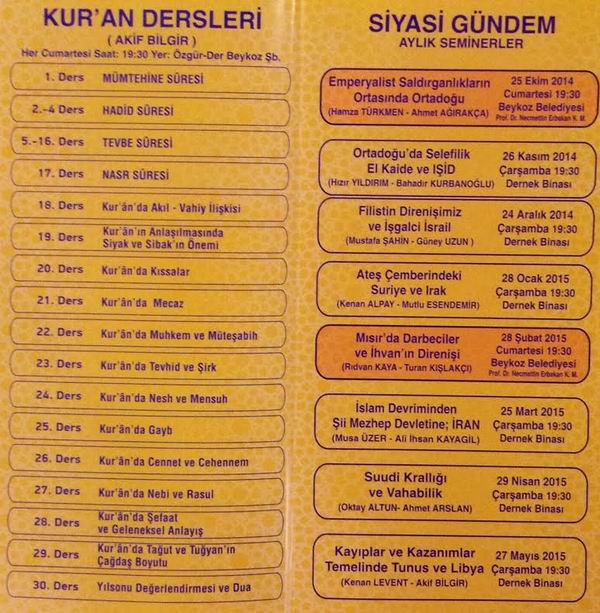 KUR'AN DERSLERİ
( AKİF BİLGİR )
Her Cumartesi Saat: 19:30 Yer: Özgür-Der Beykoz Şb.
1. Ders MÜMTEHİNE SÛRESİ
2.-4 Ders HADİD SÛRESİ
5.-16. Ders TEVBE SÛRESİ
17. Ders NASR SÛRESİ
18. Ders Kur'ân'da Akıl - Vahiy İlişkisi
19. Ders Kur'ân'ın Anlaşılmasında
Siyak ve Sibak'ın Önemi
20. Ders Kur'ân'da Kıssalar
21. Ders Kur'ân'da Mecaz
22. Ders Kur'ân'da Muhkem ve Müteşabih
23. Ders Kur'ân'da Tevhid ve Şirk
24. Ders Kur'ân'da Nesh ve Mensuh
25. Ders Kur'ân'da Gayb
26. Ders Kur'ân'da Cennet ve Cehennem
27. Ders Kur'ân'da Nebi ve Rasul
28. Ders Kur'ân'da Şefaat
ve Geleneksel Anlayış
29. Ders Kur'ân'da Tağut ve Tuğyan'ın
Çağdaş Boyutu
30. Ders Yılsonu Değerlendirmesi ve Dua
SİYASİ GÜNDEM
AYLIK SEMİNERLER
Emperyalist Saldırganlıkların
Ortasında Ortadoğu
(Hamza TÜRKMEN - Ahmet AĞIRAKÇA)
25 Ekim 2014
Cumartesi 19:30
Beykoz Belediyesi
Prof. Dr. Necmettin Erbakan K. M.
Ortadoğu'da Selefilik
El Kaide ve IŞİD
(Hızır YILDIRIM - Bahadır KURBANOĞLU)
26 Kasım 2014
Çarşamba 19:30
Dernek Binası
Filistin Direnişimiz
ve İşgalci İsrail
(Mustafa ŞAHİN - Güney UZUN )
24 Aralık 2014
Çarşamba 19:30
Dernek Binası
Ateş Çemberindeki
Suriye ve Irak
(Kenan ALPAY - Mutlu ESENDEMİR)
28 Ocak 2015
Çarşamba 19:30
Dernek Binası
Mısır'da Darbeciler
ve İhvan'ın Direnişi
(Rıdvan KAYA - Turan KIŞLAKÇI)
28 Şubat 2015
Cumartesi 19:30
Beykoz Belediyesi
Prof. Dr. Necmettin Erbakan K. M.
İslam Devriminden
Şii Mezhep Devletine; İRAN
(Musa ÜZER - Ali İhsan KAYAGİL)
25 Mart 2015
Çarşamba 19:30
Dernek Binası
Suudi Krallığı
ve Vahabilik
(Oktay ALTUN- Ahmet ARSLAN)
29 Nisan 2015
Çarşamba 19:30
Dernek Binası
Kayıplar ve Kazanımlar
Temelinde Tunus ve Libya
(Kenan LEVENT - Akif BİLGİR)
27 Mayıs 2015
Çarşamba 19:30
Dernek Binası